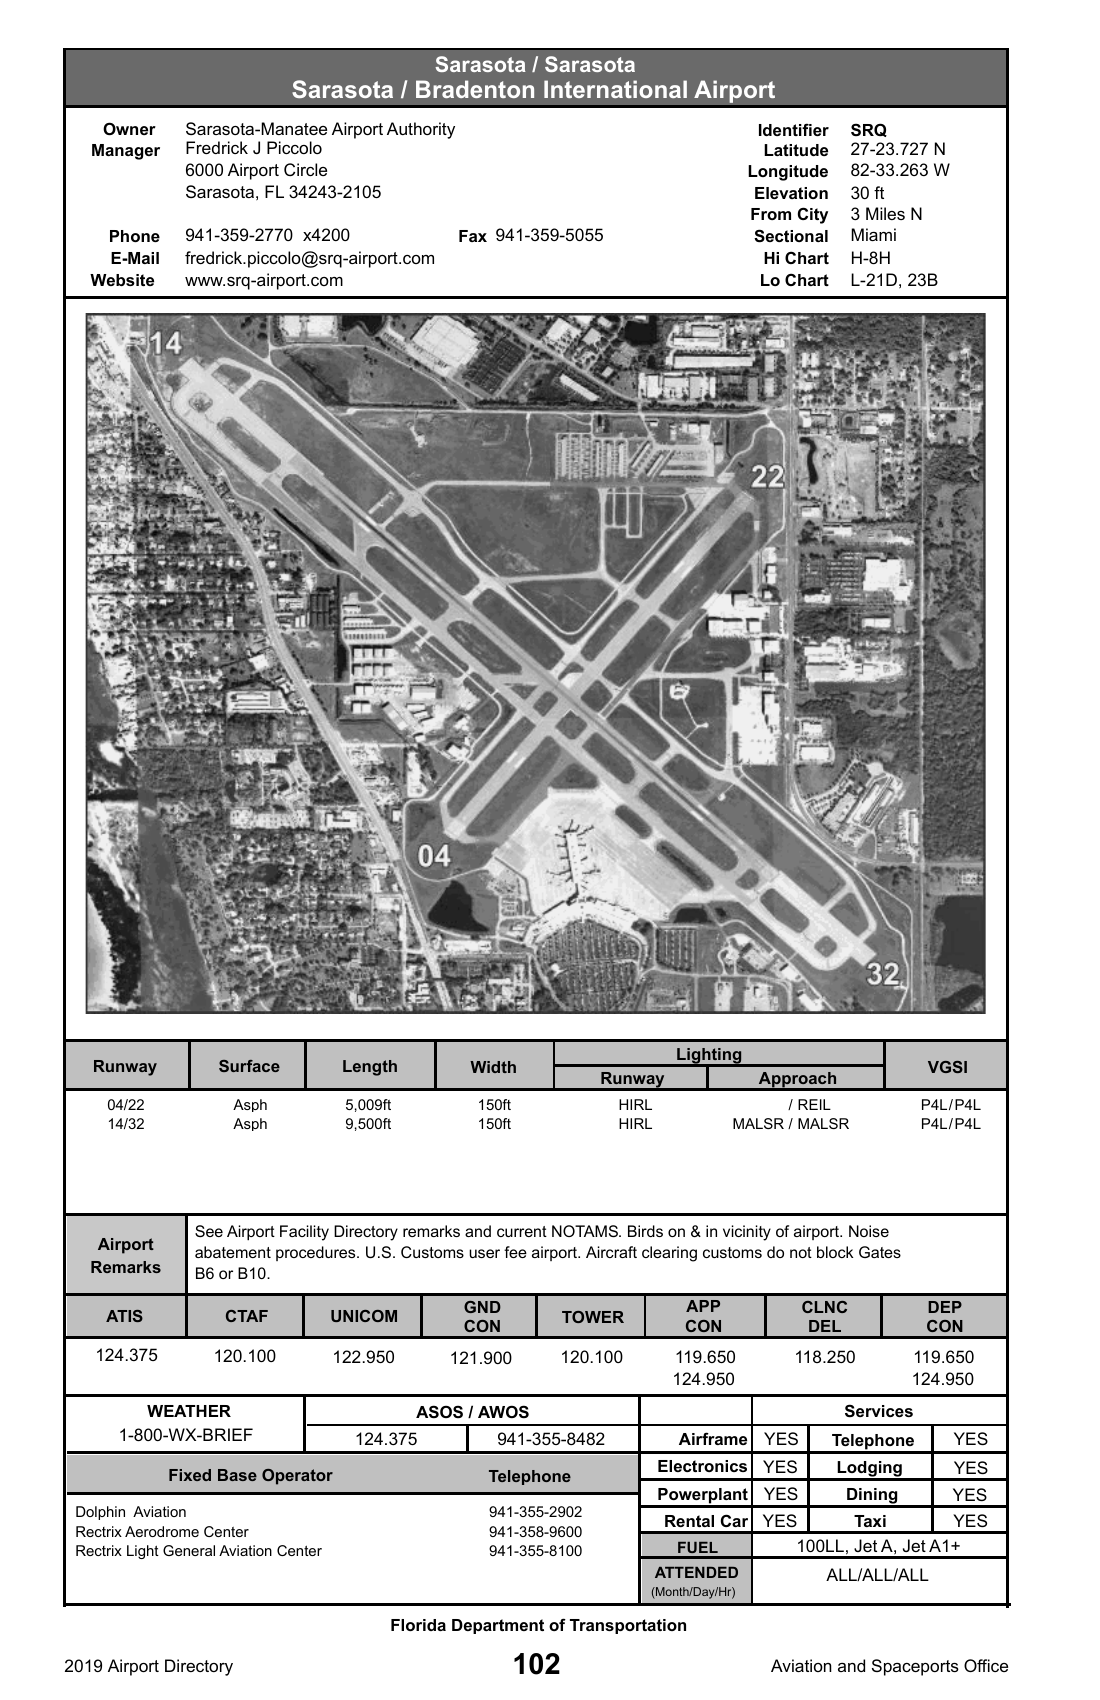 Sarasota / Sarasota
Sarasota / Bradenton International Airport
Owner Sarasota-Manatee Airport Authority
Manager Fredrick J Piccolo
6000 Airport Circle
Sarasota, FL 34243-2105
Phone 941-359-2770 x4200 Fax 941-359-5055
E-Mail fredrick.piccolo@srq-airport.com
Website www.srq-airport.com
Identifier SRQ
Latitude 27-23.727 N
Longitude 82-33.263 W
Elevation 30 ft
From City 3 Miles N
Sectional Miami
Hi Chart H-8H
Lo Chart L-21D, 23B
14
22
04
32
Runway Surface Length Width Lighting VGSI
Runway Approach
04/22 Asph 5,009ft 150ft HIRL / REIL P4L/P4L
14/32 Asph 9,500ft 150ft HIRL MALSR / MALSR P4L/P4L
Airport Remarks
See Airport Facility Directory remarks and current NOTAMS. Birds on & in vicinity of airport. Noise
abatement procedures. U.S. Customs user fee airport. Aircraft clearing customs do not block Gates
B6 or B10.
ATIS CTAF UNICOM GND CON TOWER APP CON CLNC DEL DEP CON
124.375 120.100 122.950 121.900 120.100 119.650 118.250 119.650
124.950 124.950
WEATHER
1-800-WX-BRIEF
ASOS / AWOS
124.375 941-355-8482
Fixed Base Operator Telephone
Dolphin Aviation 941-355-2902
Rectrix Aerodrome Center 941-358-9600
Rectrix Light General Aviation Center 941-355-8100
Services
Airframe YES Telephone YES
Electronics YES Lodging YES
Powerplant YES Dining YES
Rental Car YES Taxi YES
FUEL 100LL, Jet A, Jet A1+
ATTENDED ALL/ALL/ALL
(Month/Day/Hr)
Florida Department of Transportation
2019 Airport Directory 102 Aviation and Spaceports Office